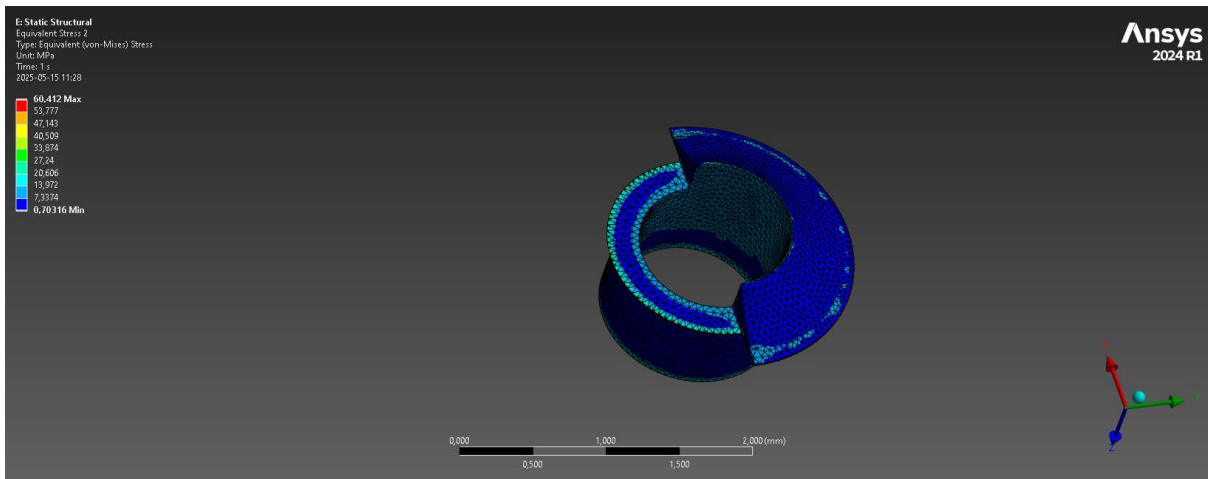 E: Static Structural
Equivalent Stress 2
Type: Equivalent (von-Mises) Stress
Unit: MPa
Time: 1 s
2025-05-15 11:28
60,412 Max
53,777
47,143
40,509
33,874
27,24
20,606
13,972
7,3374
0,70316 Min
Ansys
2024 R1
0,000
1,000
2,000 (mm)
0,500
1,500
Z